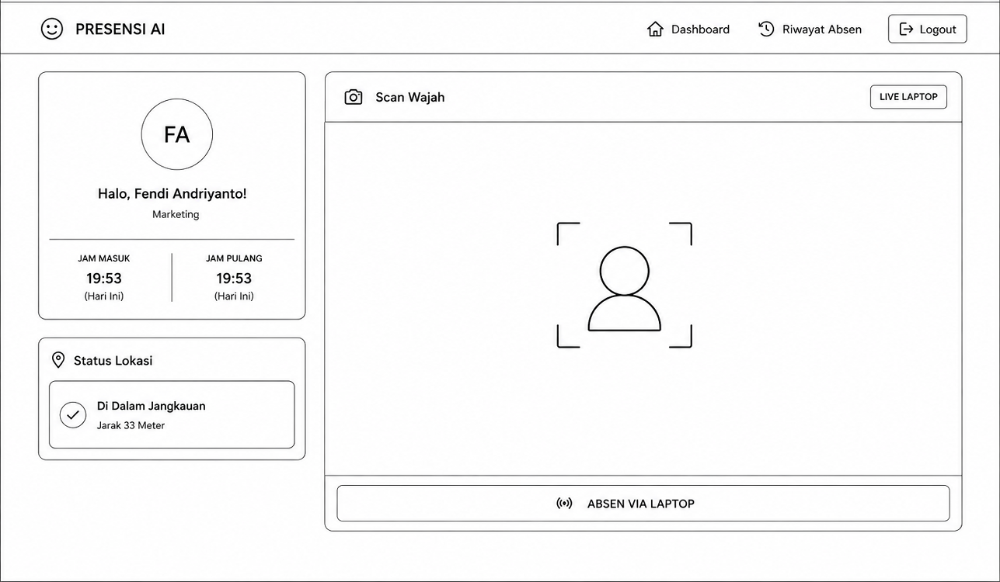 PRESENSI AI
Dashboard
Riwayat Absen
Logout
FA
Halo, Fendi Andriyanto!
Marketing
JAM MASUK
19:53
(Hari Ini)
JAM PULANG
19:53
(Hari Ini)
Status Lokasi
Di Dalam Jangkauan
Jarak 33 Meter
Scan Wajah
LIVE LAPTOP
ABSEN VIA LAPTOP